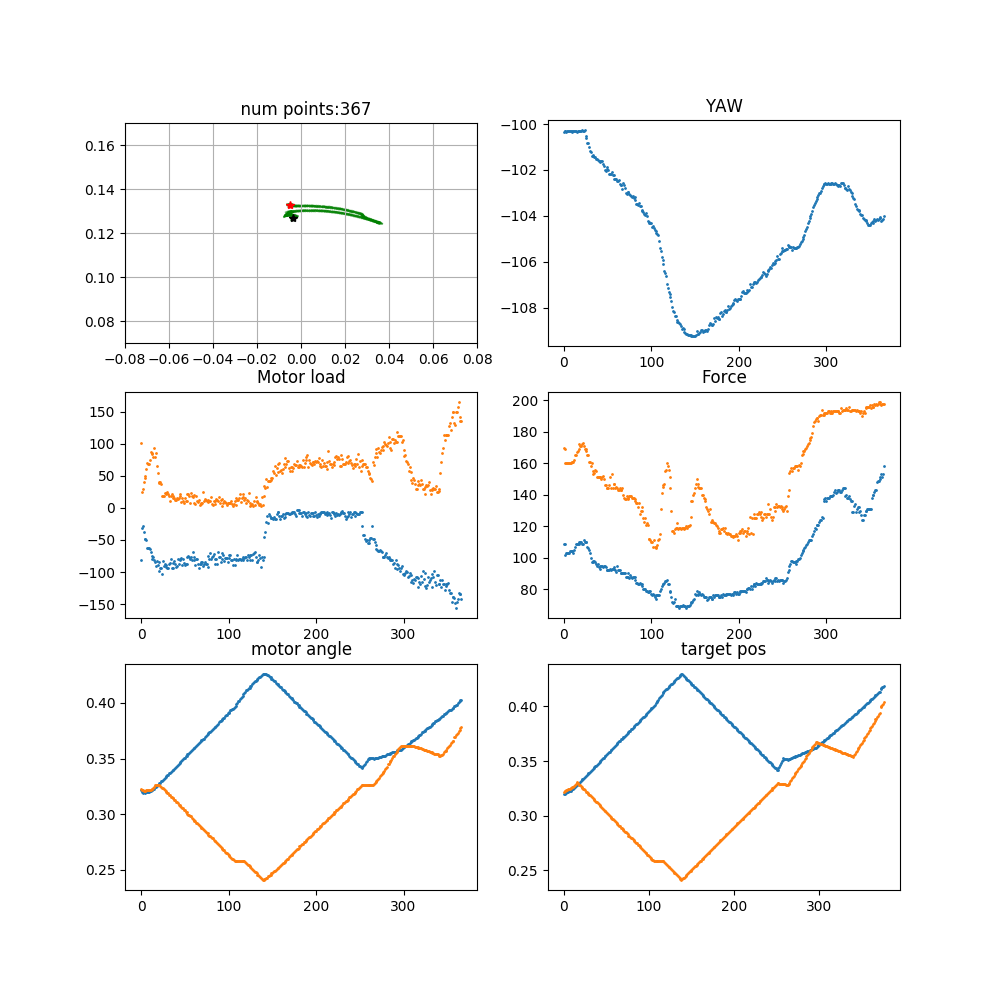 num points:367
YAW
0.16
0.14
0.12
0.10
0.08
−0.08 −0.06 −0.04 −0.02 0.00 0.02 0.04 0.06 0.08
−100
−102
−104
−106
−108
0 100 200 300
Motor load
Force
150
100
50
0
−50
−100
−150
0 100 200 300
200
180
160
140
120
100
80
0 100 200 300
motor angle
target pos
0.40
0.35
0.30
0.25
0 100 200 300
0.40
0.35
0.30
0.25
0 100 200 300